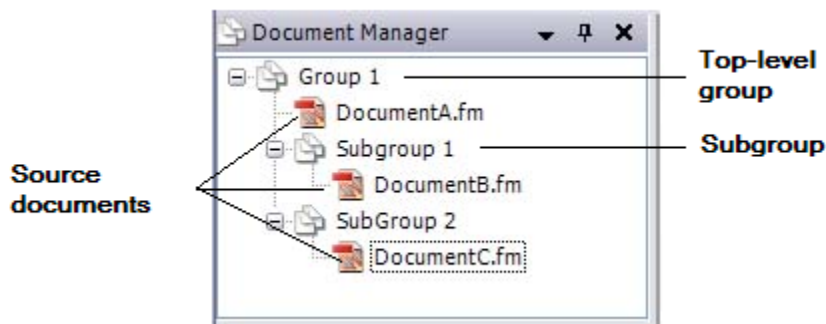 Document Manager
Group 1
Top-level
group
DocumentA.fm
Subgroup 1
Subgroup
Source
documents
DocumentB.fm
SubGroup 2
DocumentC.fm